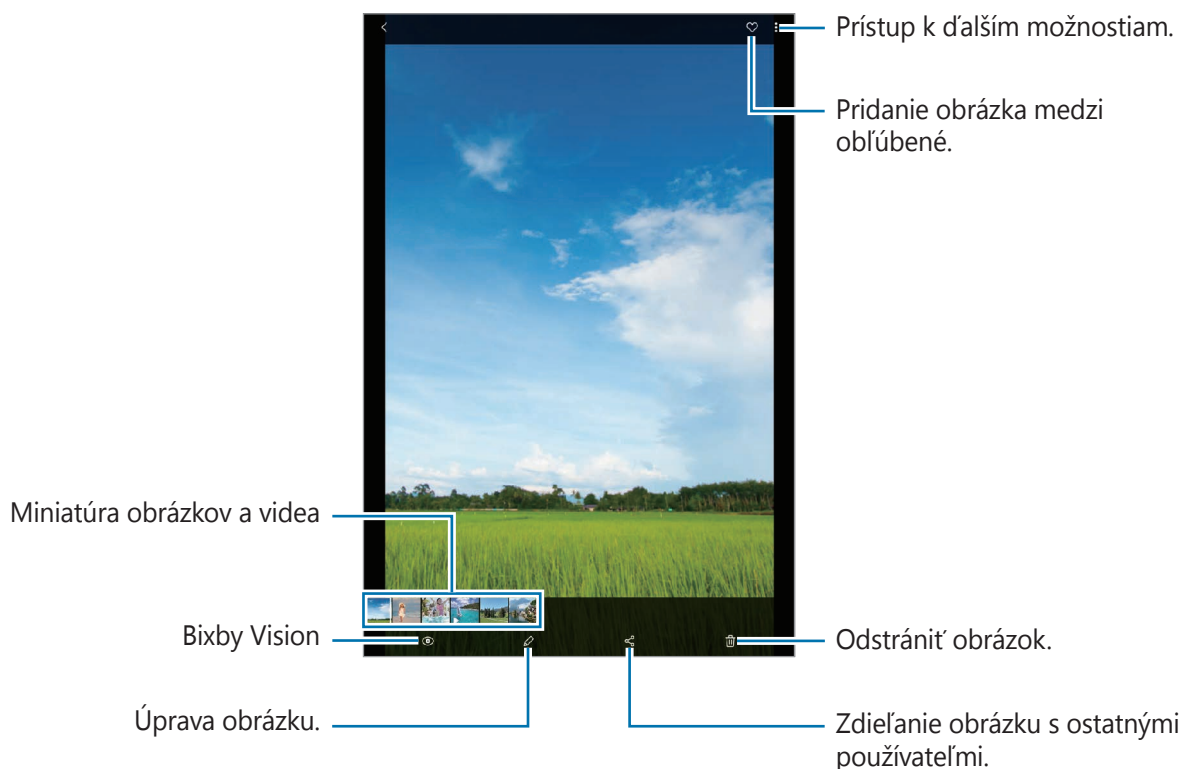 Prístup k ďalším možnostiam.
Pridanie obrázka medzi
obľúbené.
Miniatúra obrázkov a videa
Bixby Vision
Odstrániť obrázok.
Úprava obrázku.
Zdieľanie obrázku s ostatnými
používateľmi.